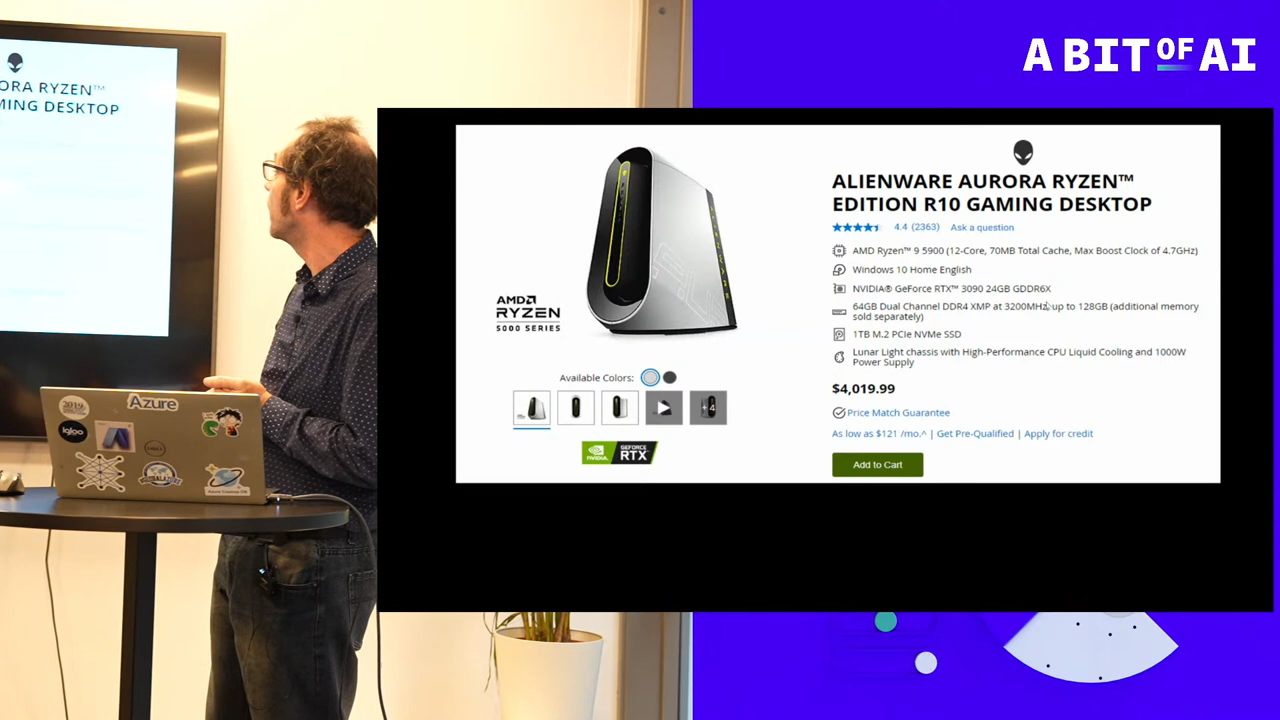 A BIT OF AI
ORA RYZEN™
MING DESKTOP
Azure
2019
igloo
AMD
RYZEN
5000 SERIES
Available Colors:
+4
NVIDIA.
GEFORCE
RTX
ALIENWARE AURORA RYZEN™
EDITION R10 GAMING DESKTOP
4.4 (2363) Ask a question
AMD Ryzen™ 9 5900 (12-Core, 70MB Total Cache, Max Boost Clock of 4.7GHz)
Windows 10 Home English
NVIDIA® GeForce RTX™ 3090 24GB GDDR6X
64GB Dual Channel DDR4 XMP at 3200MHz; up to 128GB (additional memory
sold separately)
1TB M.2 PCIe NVMe SSD
Lunar Light chassis with High-Performance CPU Liquid Cooling and 1000W
Power Supply
$4,019.99
Price Match Guarantee
As low as $121 /mo.^ | Get Pre-Qualified | Apply for credit
Add to Cart